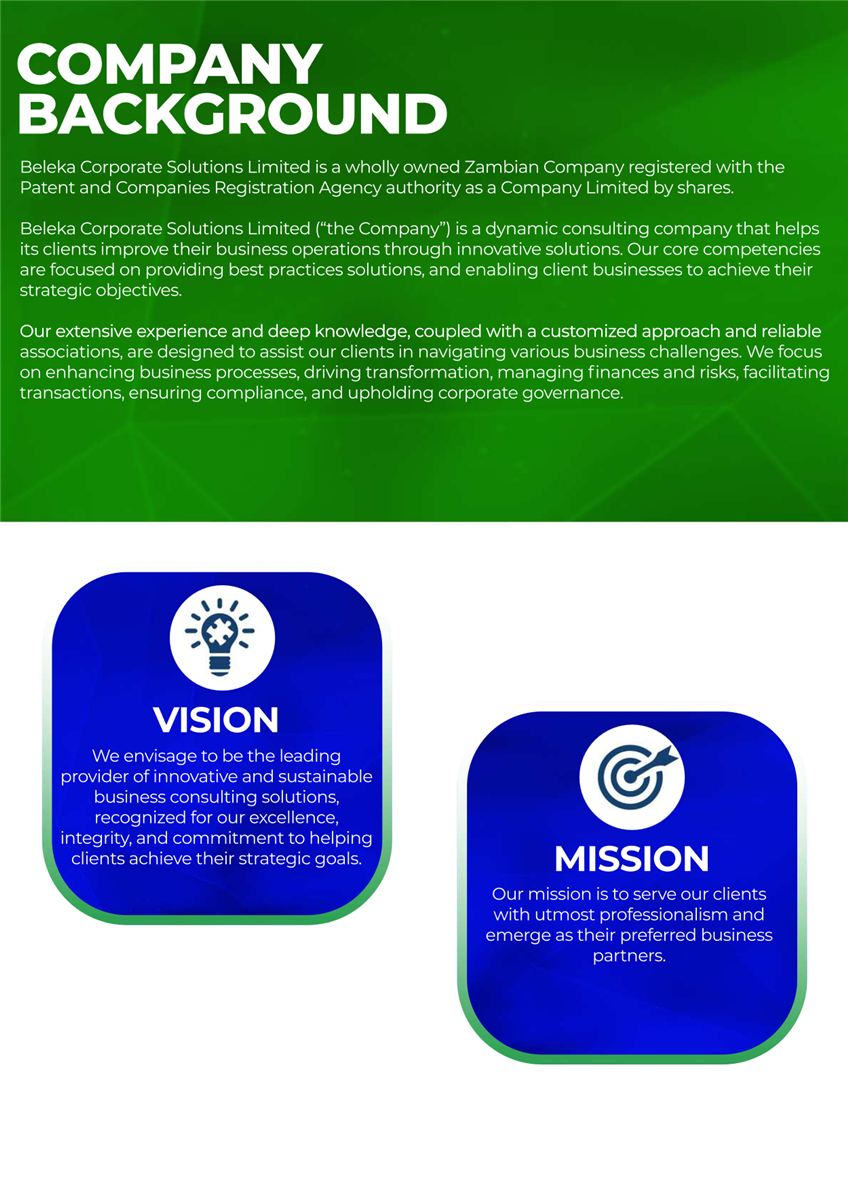 COMPANY
BACKGROUND
Beleka Corporate Solutions Limited is a wholly owned Zambian Company registered with the
Patent and Companies Registration Agency authority as a Company Limited by shares.
Beleka Corporate Solutions Limited (“the Company”) is a dynamic consulting company that helps
its clients improve their business operations through innovative solutions. Our core competencies
are focused on providing best practices solutions, and enabling client businesses to achieve their
strategic objectives.
Our extensive experience and deep knowledge, coupled with a customized approach and reliable
associations, are designed to assist our clients in navigating various business challenges. We focus
on enhancing business processes, driving transformation, managing finances and risks, facilitating
transactions, ensuring compliance, and upholding corporate governance.
VISION
We envisage to be the leading
provider of innovative and sustainable
business consulting solutions,
recognized for our excellence,
integrity, and commitment to helping
clients achieve their strategic goals.
MISSION
Our mission is to serve our clients
with utmost professionalism and
emerge as their preferred business
partners.